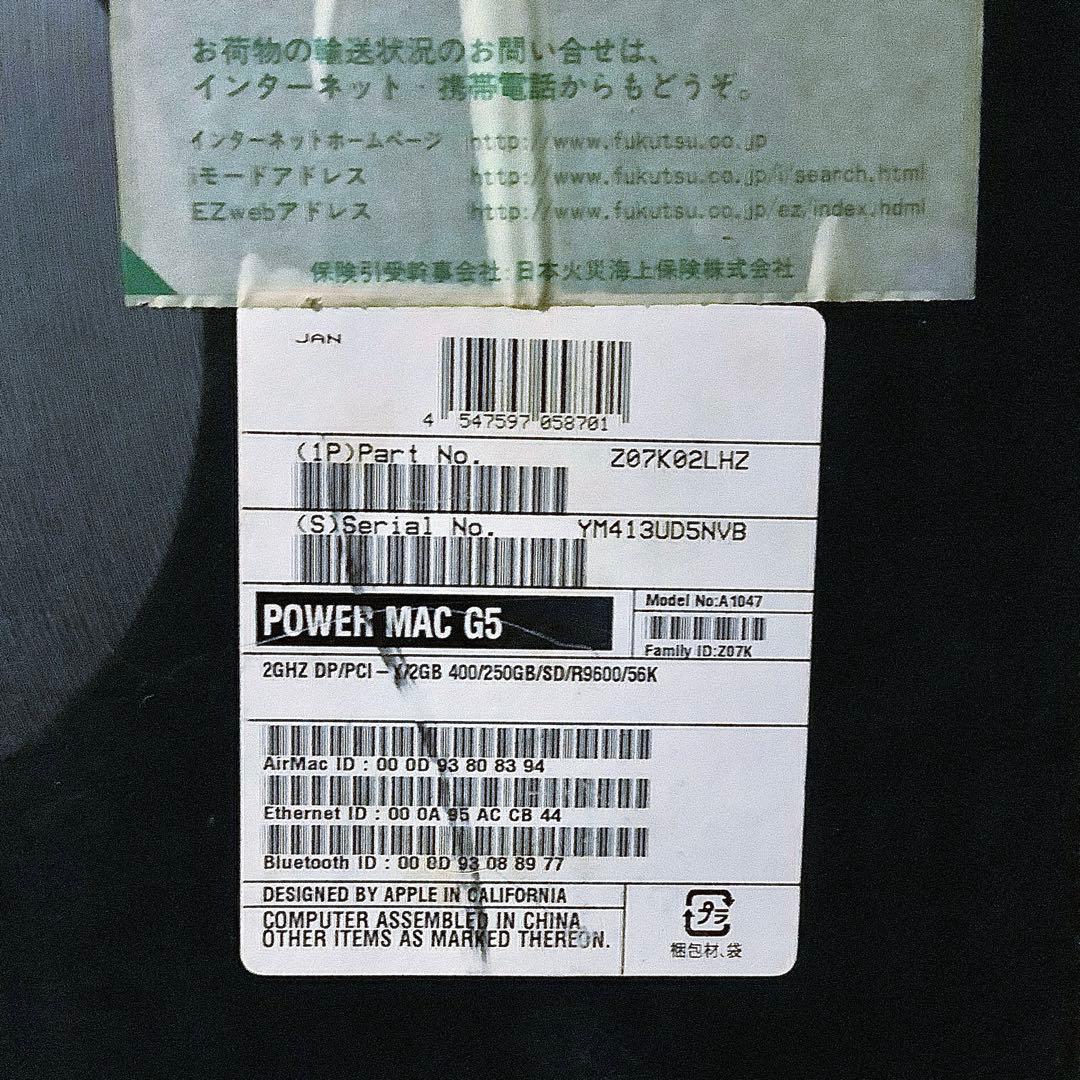 お荷物の輸送状況のお問い合せは、
インターネット・携帯電話からもどうぞ。
インターネットホームページ http://www.fukutsu.co.jp
iモードアドレス http://www.fukutsu.co.jp/i/search.html
EZwebアドレス http://www.fukutsu.co.jp/ez/index.hdml
保険引受幹事会社:日本火災海上保険株式会社
JAN
4 547597 058701
(1P)Part No. Z07K02LHZ
(S)Serial No. YM413UD5NVB
POWER MAC G5
Model No:A1047
Family ID:Z07K
2GHZ DP/PCI-X/2GB 400/250GB/SD/R9600/56K
AirMac ID : 00 0D 93 80 83 94
Ethernet ID : 00 0A 95 AC CB 44
Bluetooth ID : 00 0D 93 08 89 77
DESIGNED BY APPLE IN CALIFORNIA
COMPUTER ASSEMBLED IN CHINA
OTHER ITEMS AS MARKED THEREON.
プラ
梱包材、袋